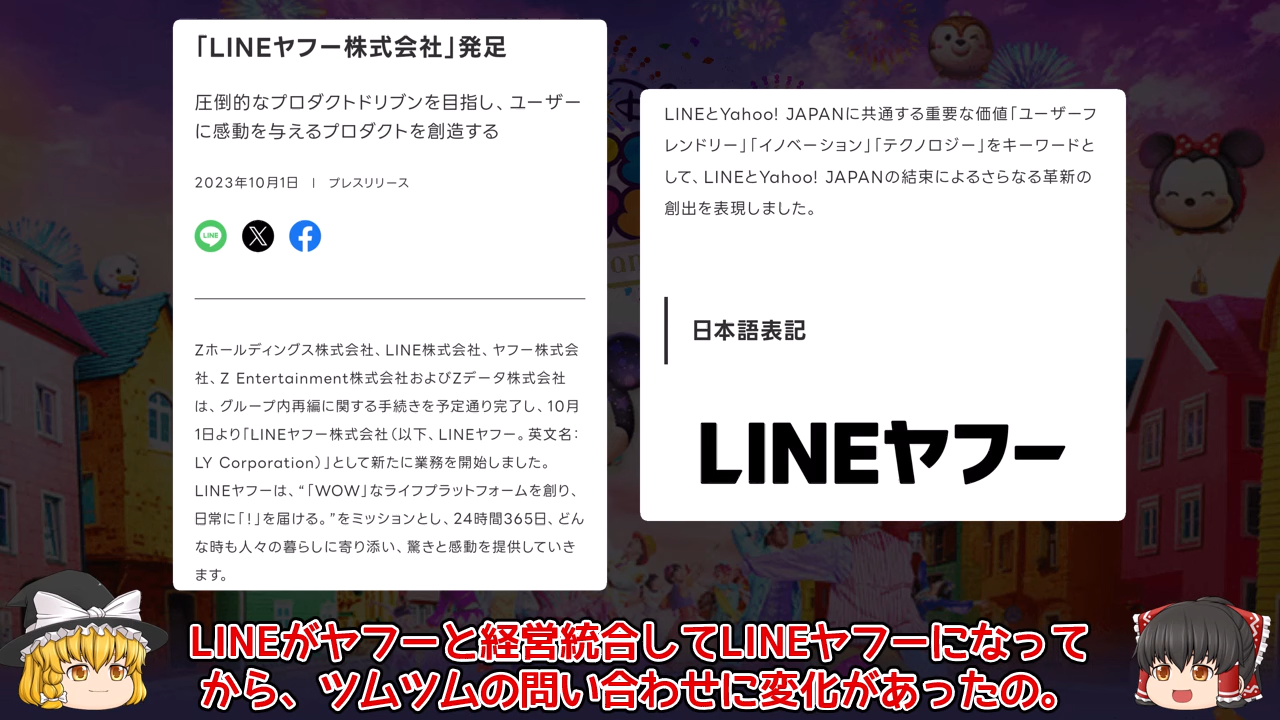 「LINEヤフー株式会社」発足
圧倒的なプロダクトドリブンを目指し、ユーザー
に感動を与えるプロダクトを創造する
2023年10月1日 | プレスリリース
LINE
Zホールディングス株式会社、LINE株式会社、ヤフー株式会
社、Z Entertainment株式会社およびZデータ株式会社
は、グループ内再編に関する手続きを予定通り完了し、10月
1日より「LINEヤフー株式会社（以下、LINEヤフー。英文名：
LY Corporation）」として新たに業務を開始しました。
LINEヤフーは、“「WOW」なライフプラットフォームを創り、
日常に「！」を届ける。”をミッションとし、24時間365日、どん
な時も人々の暮らしに寄り添い、驚きと感動を提供していき
ます。
LINEとYahoo! JAPANに共通する重要な価値「ユーザーフ
レンドリー」「イノベーション」「テクノロジー」をキーワードと
して、LINEとYahoo! JAPANの結束によるさらなる革新の
創出を表現しました。
日本語表記
LINEヤフー
LINEがヤフーと経営統合してLINEヤフーになって
から、ツムツムの問い合わせに変化があったの。